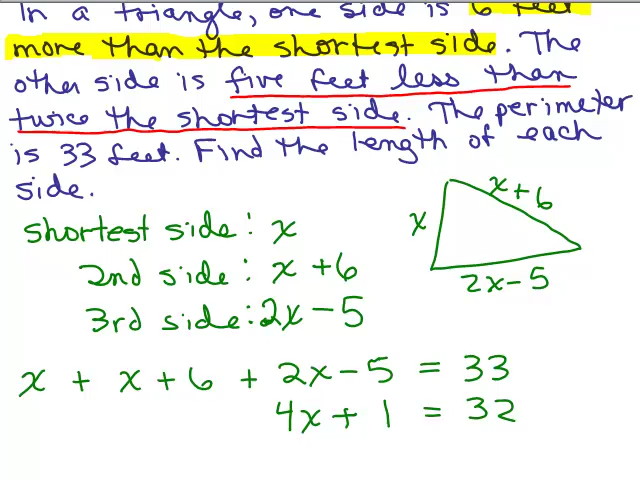 In a triangle, one side is 6 feet
more than the shortest side. The
other side is five feet less than
twice the shortest side. The perimeter
is 33 feet. Find the length of each
side.
x + 6
x
2x - 5
shortest side: x
2nd side: x + 6
3rd side: 2x - 5
x + x + 6 + 2x - 5 = 33
4x + 1 = 32